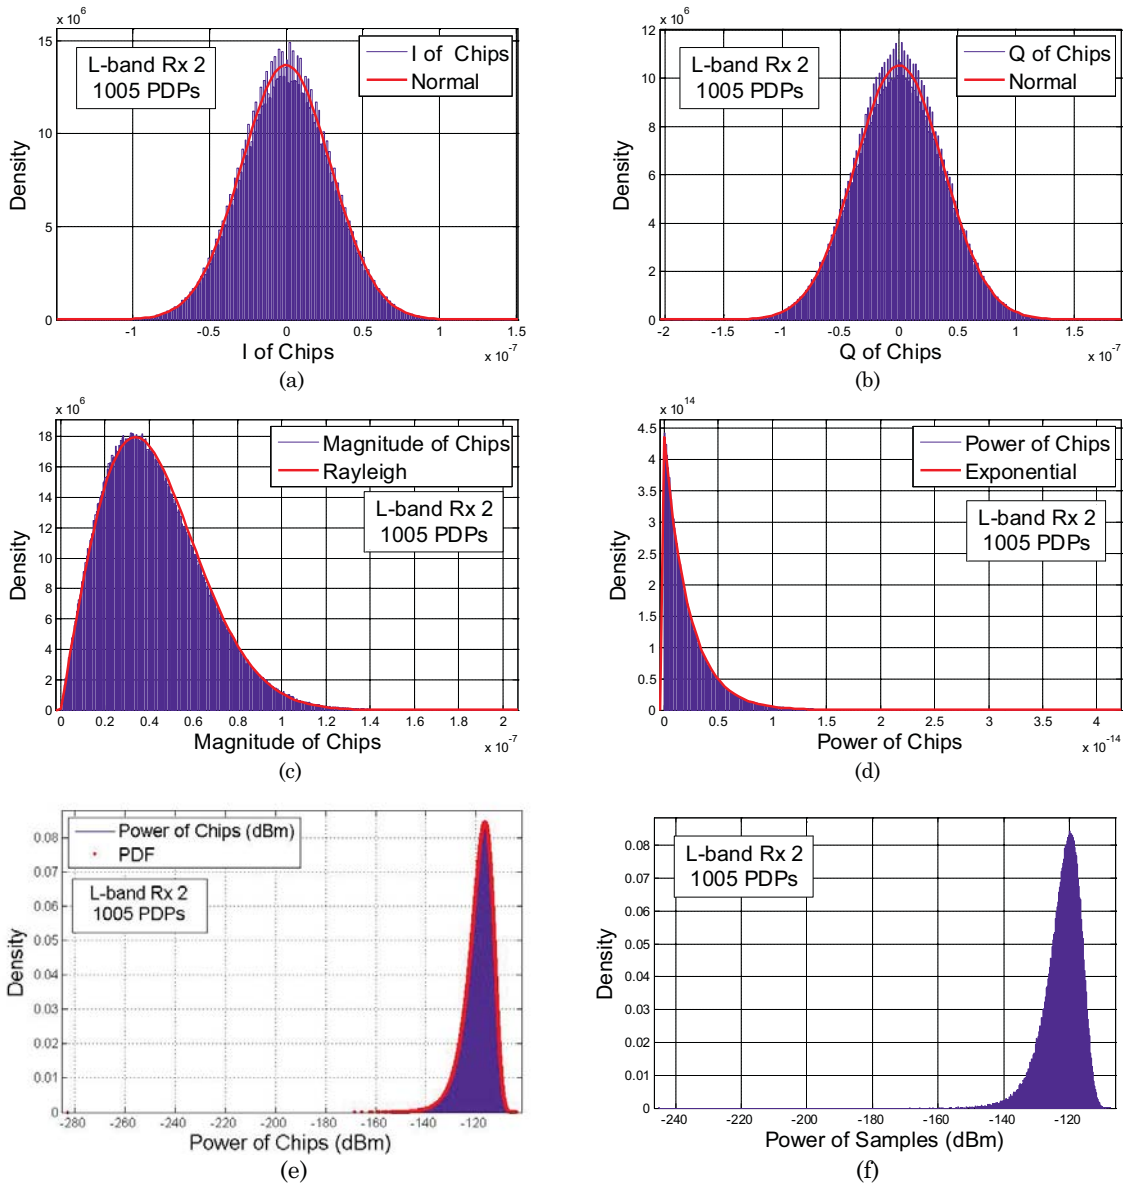 x 10^6
15
10
5
0
Density
L-band Rx 2
1005 PDPs
I of Chips
Normal
-1 -0.5 0 0.5 1 1.5
I of Chips
x 10^-7
(a)
x 10^6
12
10
8
6
4
2
0
Density
L-band Rx 2
1005 PDPs
Q of Chips
Normal
-2 -1.5 -1 -0.5 0 0.5 1 1.5
Q of Chips
x 10^-7
(b)
x 10^6
18
16
14
12
10
8
6
4
2
0
Density
Magnitude of Chips
Rayleigh
L-band Rx 2
1005 PDPs
0 0.2 0.4 0.6 0.8 1 1.2 1.4 1.6 1.8 2
Magnitude of Chips
x 10^-7
(c)
x 10^14
4.5
4
3.5
3
2.5
2
1.5
1
0.5
0
Density
Power of Chips
Exponential
L-band Rx 2
1005 PDPs
0 0.5 1 1.5 2 2.5 3 3.5 4
Power of Chips
x 10^-14
(d)
0.08
0.07
0.06
0.05
0.04
0.03
0.02
0.01
0
Density
Power of Chips (dBm)
PDF
L-band Rx 2
1005 PDPs
-280 -260 -240 -220 -200 -180 -160 -140 -120
Power of Chips (dBm)
(e)
0.08
0.07
0.06
0.05
0.04
0.03
0.02
0.01
0
Density
L-band Rx 2
1005 PDPs
-240 -220 -200 -180 -160 -140 -120
Power of Samples (dBm)
(f)